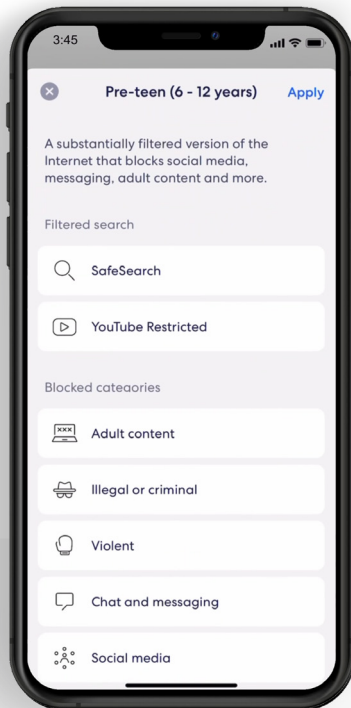 3:45
Pre-teen (6 - 12 years) Apply
A substantially filtered version of the
Internet that blocks social media,
messaging, adult content and more.
Filtered search
SafeSearch
YouTube Restricted
Blocked categories
xxx
Adult content
Illegal or criminal
Violent
Chat and messaging
Social media